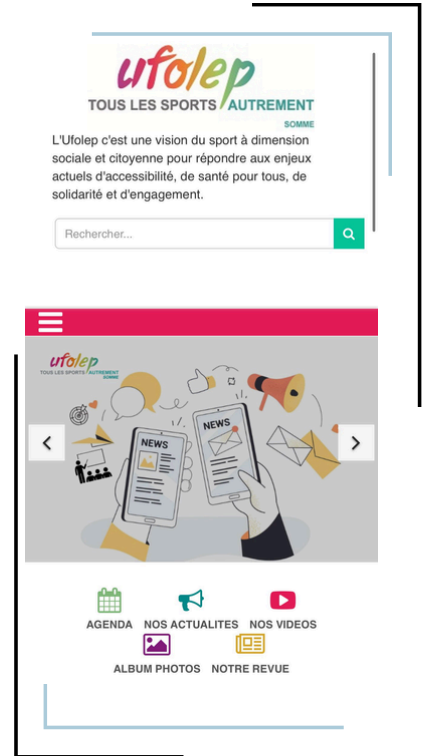 ufolep
TOUS LES SPORTS AUTREMENT
SOMME
L'Ufolep c'est une vision du sport à dimension
sociale et citoyenne pour répondre aux enjeux
actuels d'accessibilité, de santé pour tous, de
solidarité et d'engagement.
Rechercher...
ufolep
TOUS LES SPORTS AUTREMENT
SOMME
NEWS
NEWS
AGENDA NOS ACTUALITES NOS VIDEOS
ALBUM PHOTOS NOTRE REVUE